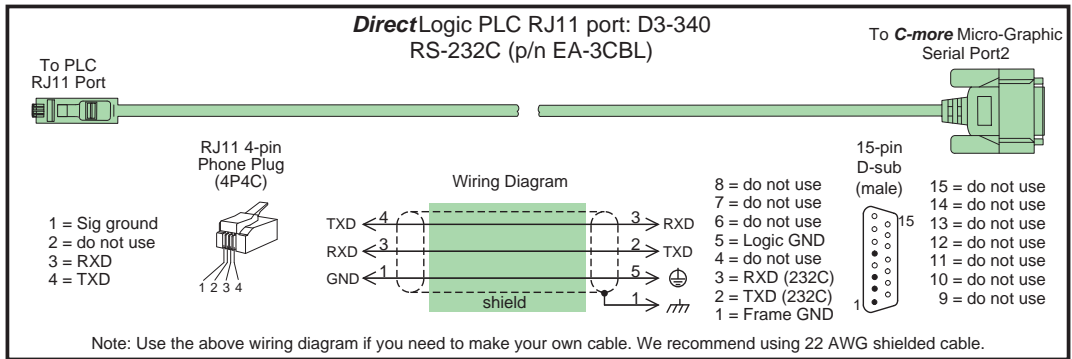 DirectLogic PLC RJ11 port: D3-340
RS-232C (p/n EA-3CBL)
To PLC
RJ11 Port
To C-more Micro-Graphic
Serial Port2
RJ11 4-pin
Phone Plug
(4P4C)
1 = Sig ground
2 = do not use
3 = RXD
4 = TXD
1 2 3 4
Wiring Diagram
TXD 4 3 RXD
RXD 3 2 TXD
GND 1 5
1
shield
8 = do not use
7 = do not use
6 = do not use
5 = Logic GND
4 = do not use
3 = RXD (232C)
2 = TXD (232C)
1 = Frame GND
15-pin
D-sub
(male)
15
1
15 = do not use
14 = do not use
13 = do not use
12 = do not use
11 = do not use
10 = do not use
9 = do not use
Note: Use the above wiring diagram if you need to make your own cable. We recommend using 22 AWG shielded cable.